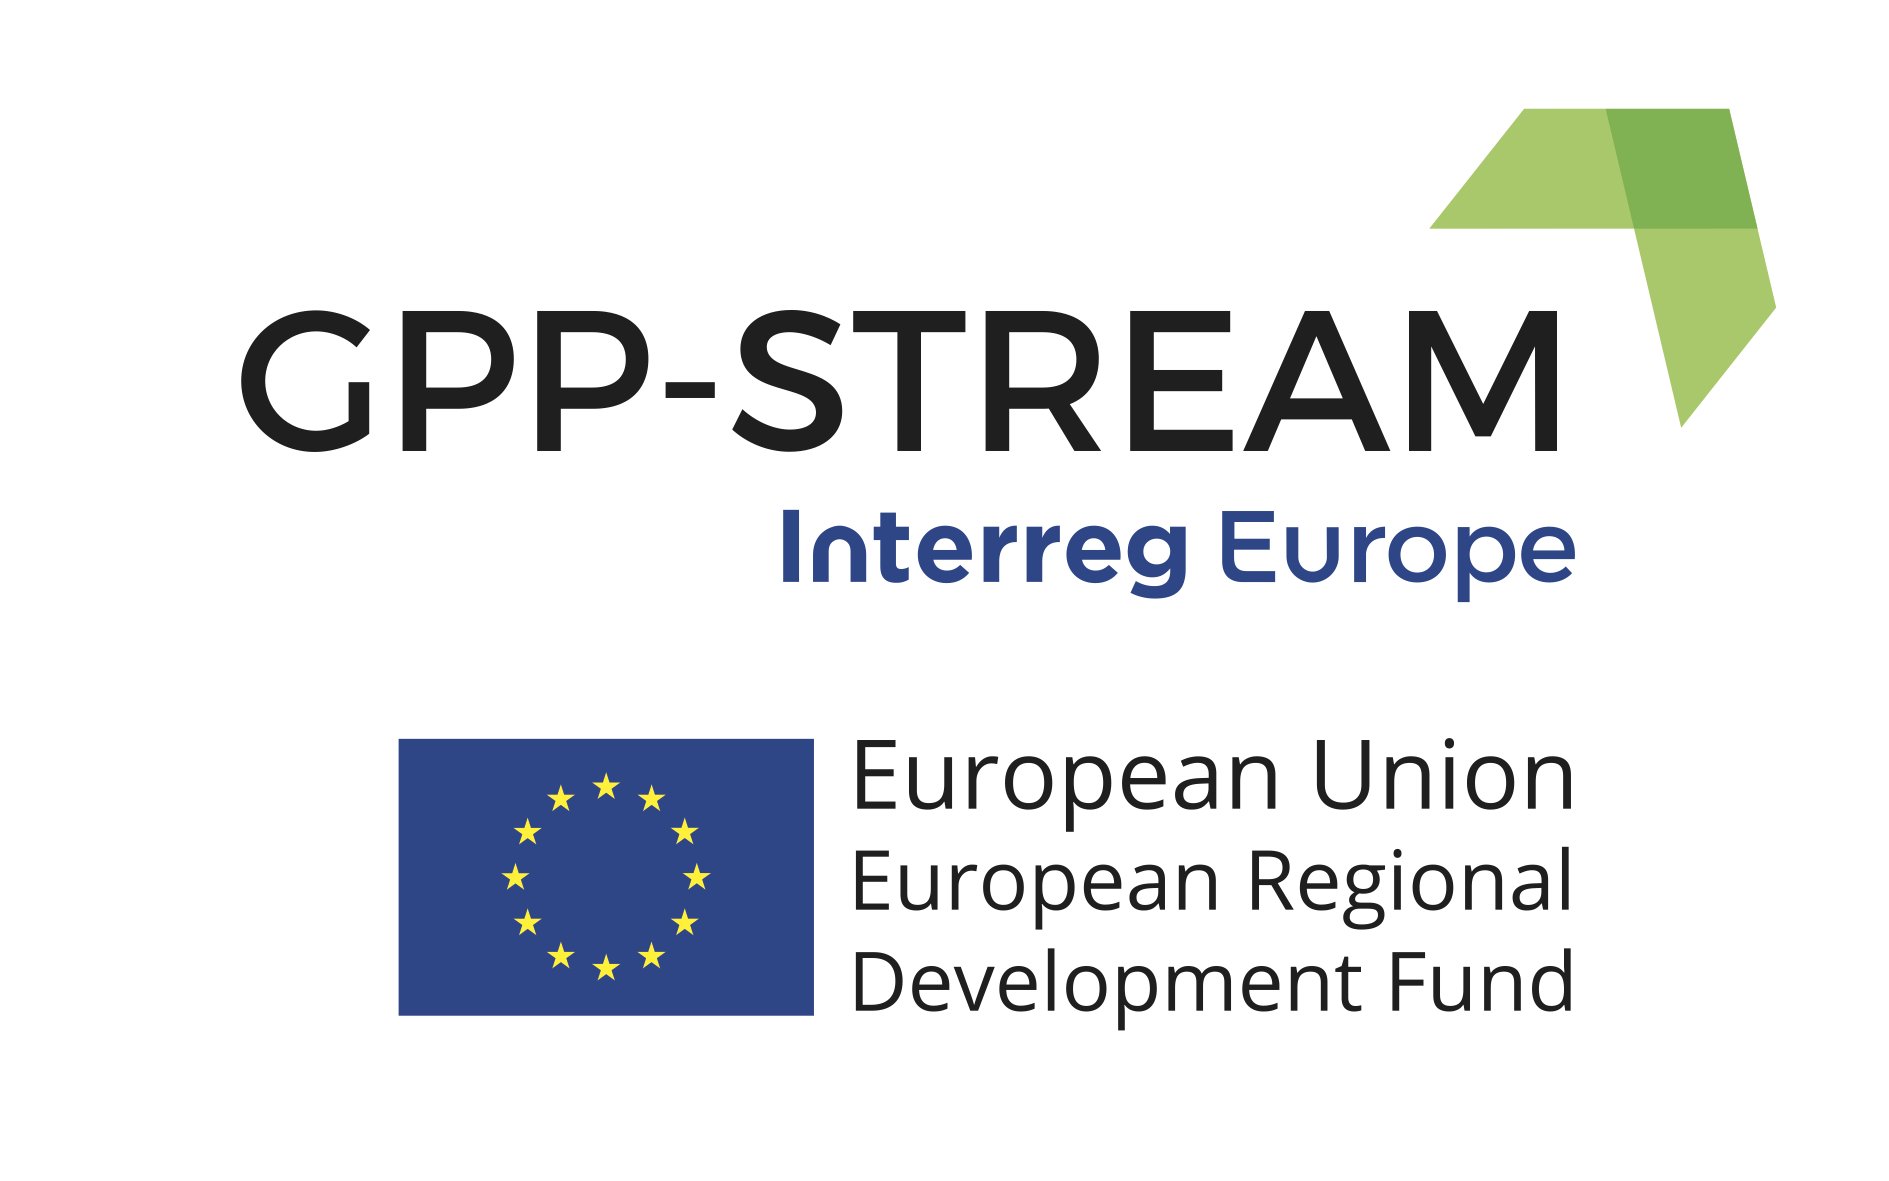 GPP-STREAM
Interreg Europe
European Union
European Regional
Development Fund